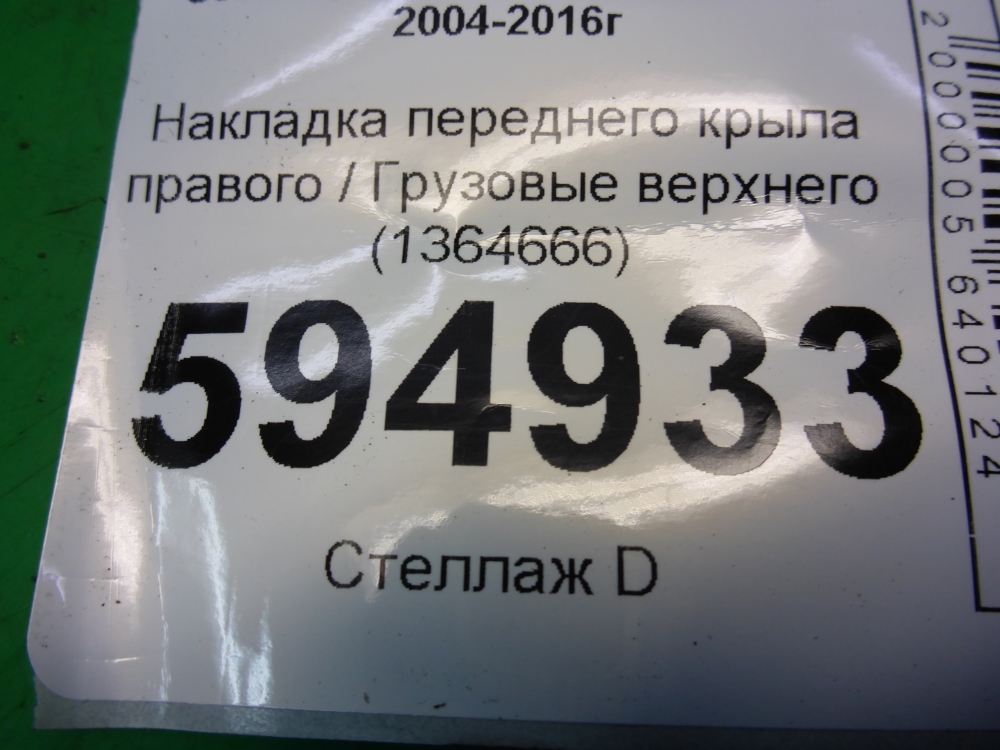 2004-2016г
Накладка переднего крыла
правого / Грузовые верхнего
(1364666)
594933
Стеллаж D
2000005640124